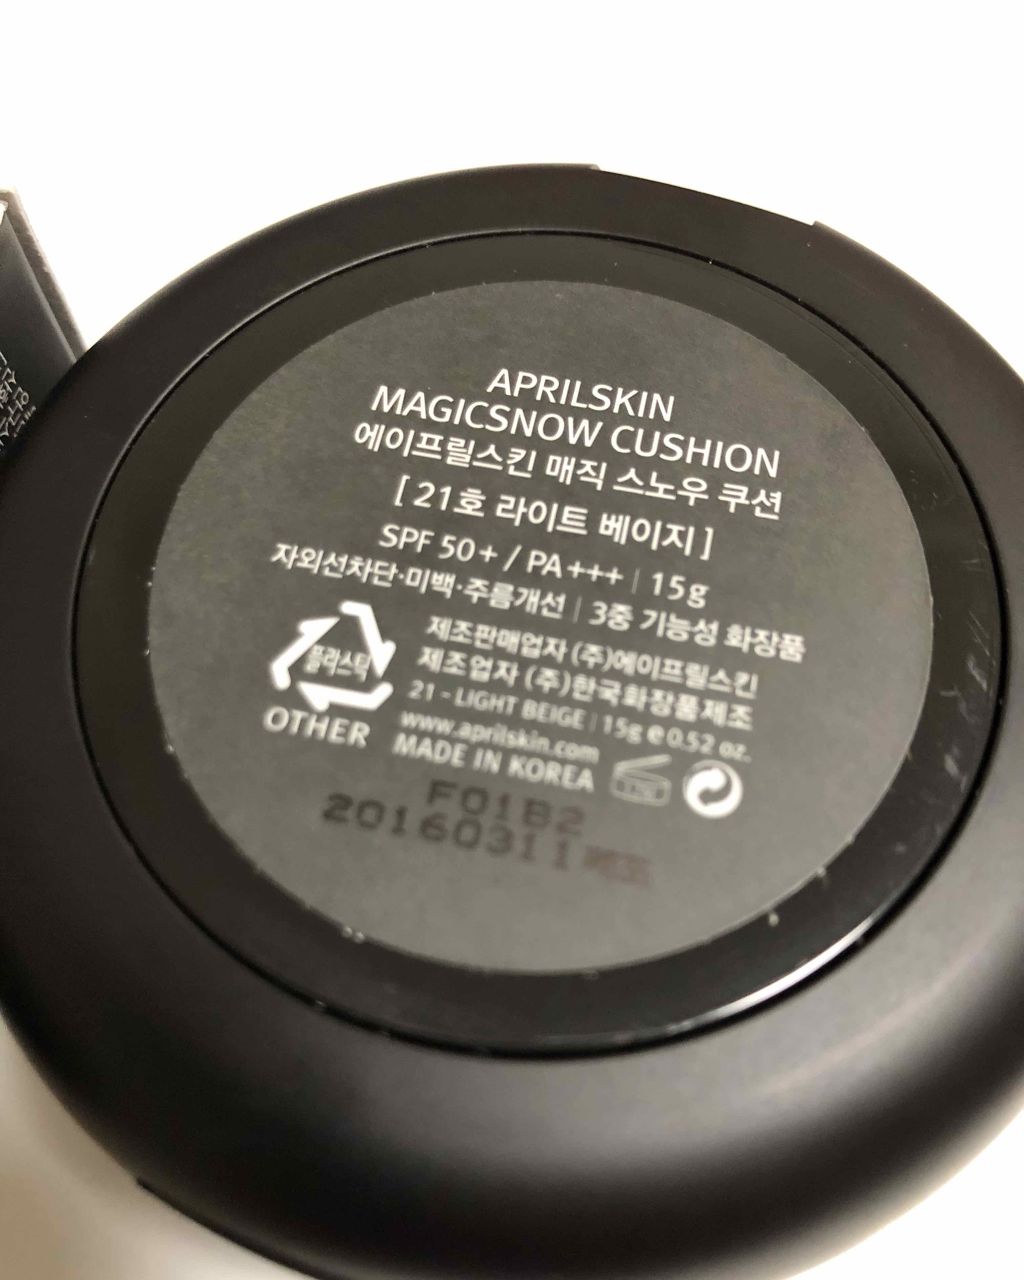 APRILSKIN
MAGICSNOW CUSHION
에이프릴스킨 매직 스노우 쿠션
[ 21호 라이트 베이지 ]
SPF 50+ / PA+++ | 15g
자외선차단·미백·주름개선 | 3중 기능성 화장품
제조판매업자 (주)에이프릴스킨
제조업자 (주)한국화장품제조
21 - LIGHT BEIGE | 15g e 0.52 oz.
www.aprilskin.com
MADE IN KOREA
플라스틱
OTHER
F01B2
20160311 제조